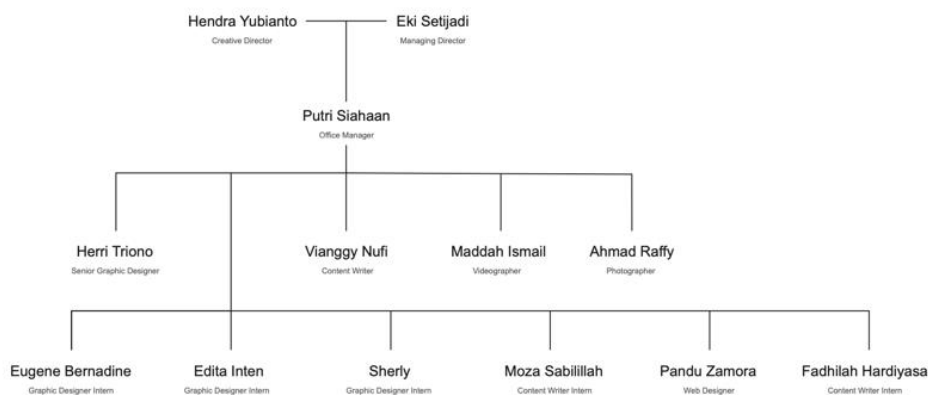 Hendra Yubianto
Creative Director
Eki Setijadi
Managing Director
Putri Siahaan
Office Manager
Herri Triono
Senior Graphic Designer
Vianggy Nufi
Content Writer
Maddah Ismail
Videographer
Ahmad Raffy
Photographer
Eugene Bernadine
Graphic Designer Intern
Edita Inten
Graphic Designer Intern
Sherly
Graphic Designer Intern
Moza Sabilillah
Content Writer Intern
Pandu Zamora
Web Designer
Fadhilah Hardiyasa
Content Writer Intern